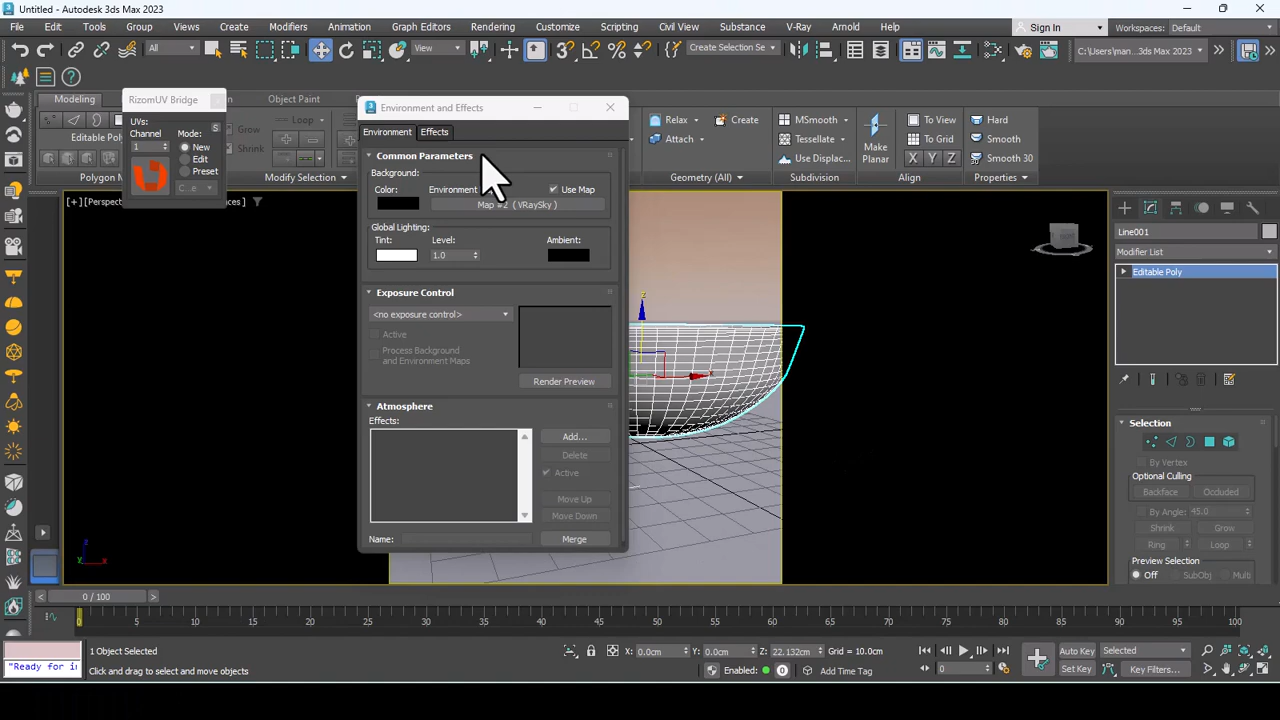 Untitled - Autodesk 3ds Max 2023
File Edit Tools Group Views Create Modifiers Animation Graph Editors Rendering Customize Scripting Civil View Substance V-Ray Arnold Help
Sign In Workspaces: Default
All View Create Selection Se C:\Users\man...3ds Max 2023
Modeling Object Paint
RizomUV Bridge
UVs:
Channel Mode: S
1 New
Edit
Preset
C...e
Editable Poly
Polygon M
Grow
Shrink
Loop
Modify Selection
Relax Create
Attach
Geometry (All)
MSmooth
Tessellate
Use Displac...
Subdivision
Make Planar
To View
To Grid
X Y Z
Align
Hard
Smooth
Smooth 30
Properties
Environment and Effects
Environment Effects
Common Parameters
Background:
Color: Environment Use Map
Map #2 ( VRaySky )
Global Lighting:
Tint: Level: Ambient:
1.0
Exposure Control
<no exposure control>
Active
Process Background
and Environment Maps
Render Preview
Atmosphere
Effects:
Add...
Delete
Active
Move Up
Move Down
Name: Merge
[+] [Perspect
z
x
Line001
Modifier List
Editable Poly
Selection
By Vertex
Optional Culling
Backface Occluded
By Angle: 45.0
Shrink Grow
Ring Loop
Preview Selection
Off SubObj Multi
z
y x
0 / 100
0 5 10 15 20 25 30 35 40 45 50 55 60 65 70 75 80 85 90 95 100
1 Object Selected
X: 0.0cm Y: 0.0cm Z: 22.132cm Grid = 10.0cm
Auto Key Selected
"Ready for i
Click and drag to select and move objects
Enabled: 0 Add Time Tag
0
Set Key Key Filters...